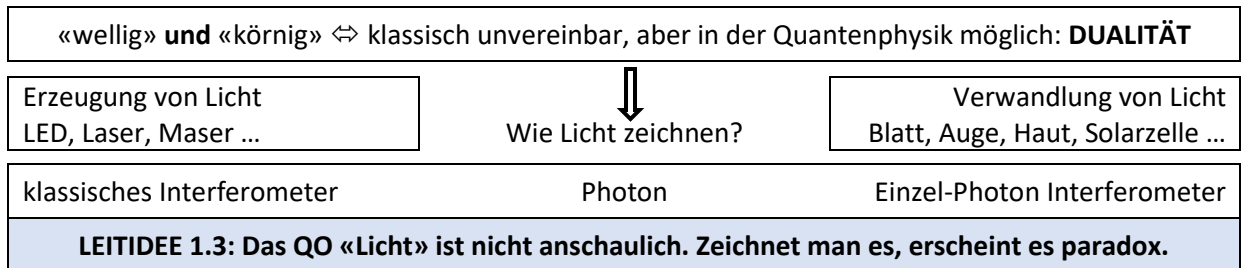 «wellig» und «körnig» ⇔ klassisch unvereinbar, aber in der Quantenphysik möglich: DUALITÄT
Erzeugung von Licht
LED, Laser, Maser …
Wie Licht zeichnen?
Verwandlung von Licht
Blatt, Auge, Haut, Solarzelle …
klassisches Interferometer Photon Einzel-Photon Interferometer
LEITIDEE 1.3: Das QO «Licht» ist nicht anschaulich. Zeichnet man es, erscheint es paradox.